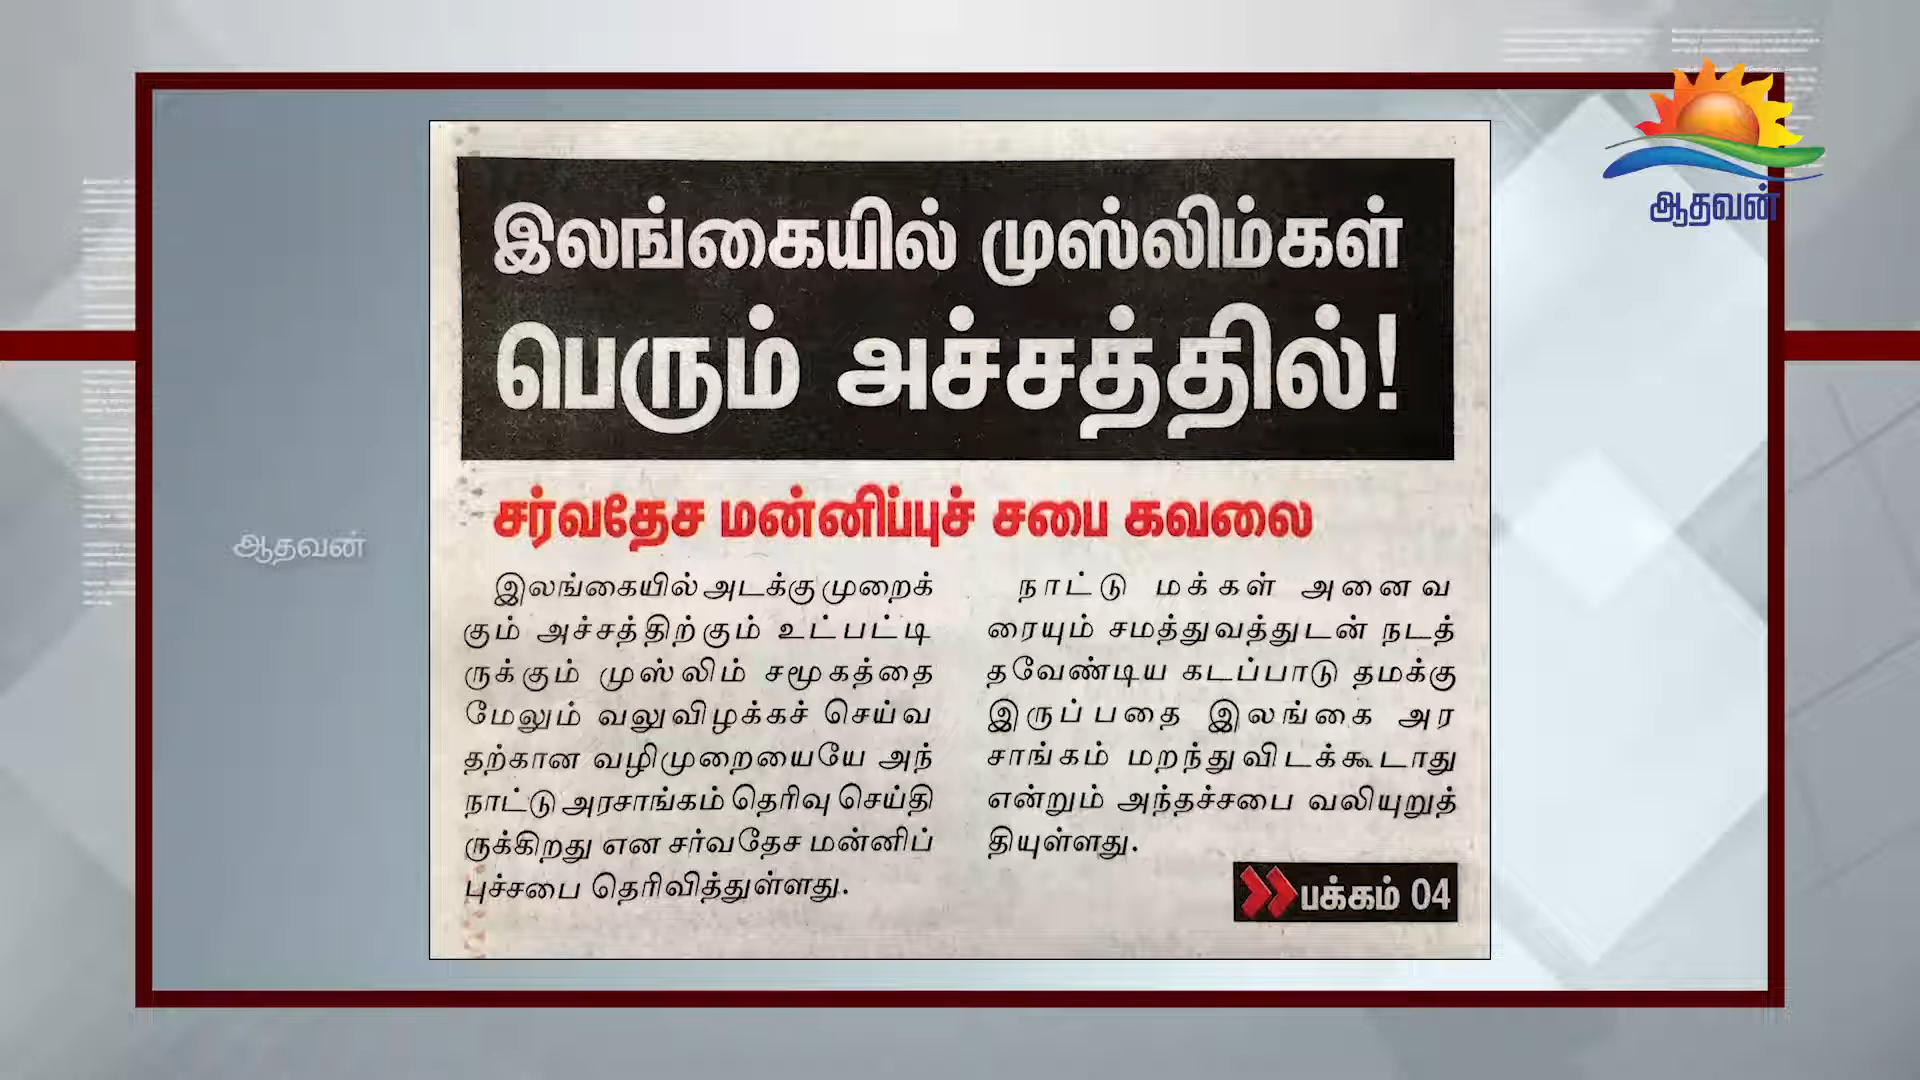 ஆதவன்
இலங்கையில் முஸ்லிம்கள்
பெரும் அச்சத்தில்!
சர்வதேச மன்னிப்புச் சபை கவலை
இலங்கையில் அடக்குமுறைக்
கும் அச்சத்திற்கும் உட்பட்டி
ருக்கும் முஸ்லிம் சமூகத்தை
மேலும் வலுவிழக்கச் செய்வ
தற்கான வழிமுறையையே அந்
நாட்டு அரசாங்கம் தெரிவு செய்தி
ருக்கிறது என சர்வதேச மன்னிப்
புச்சபை தெரிவித்துள்ளது.
நாட்டு மக்கள் அனைவ
ரையும் சமத்துவத்துடன் நடத்
தவேண்டிய கடப்பாடு தமக்கு
இருப்பதை இலங்கை அர
சாங்கம் மறந்துவிடக்கூடாது
என்றும் அந்தச்சபை வலியுறுத்
தியுள்ளது.
பக்கம் 04
ஆதவன்